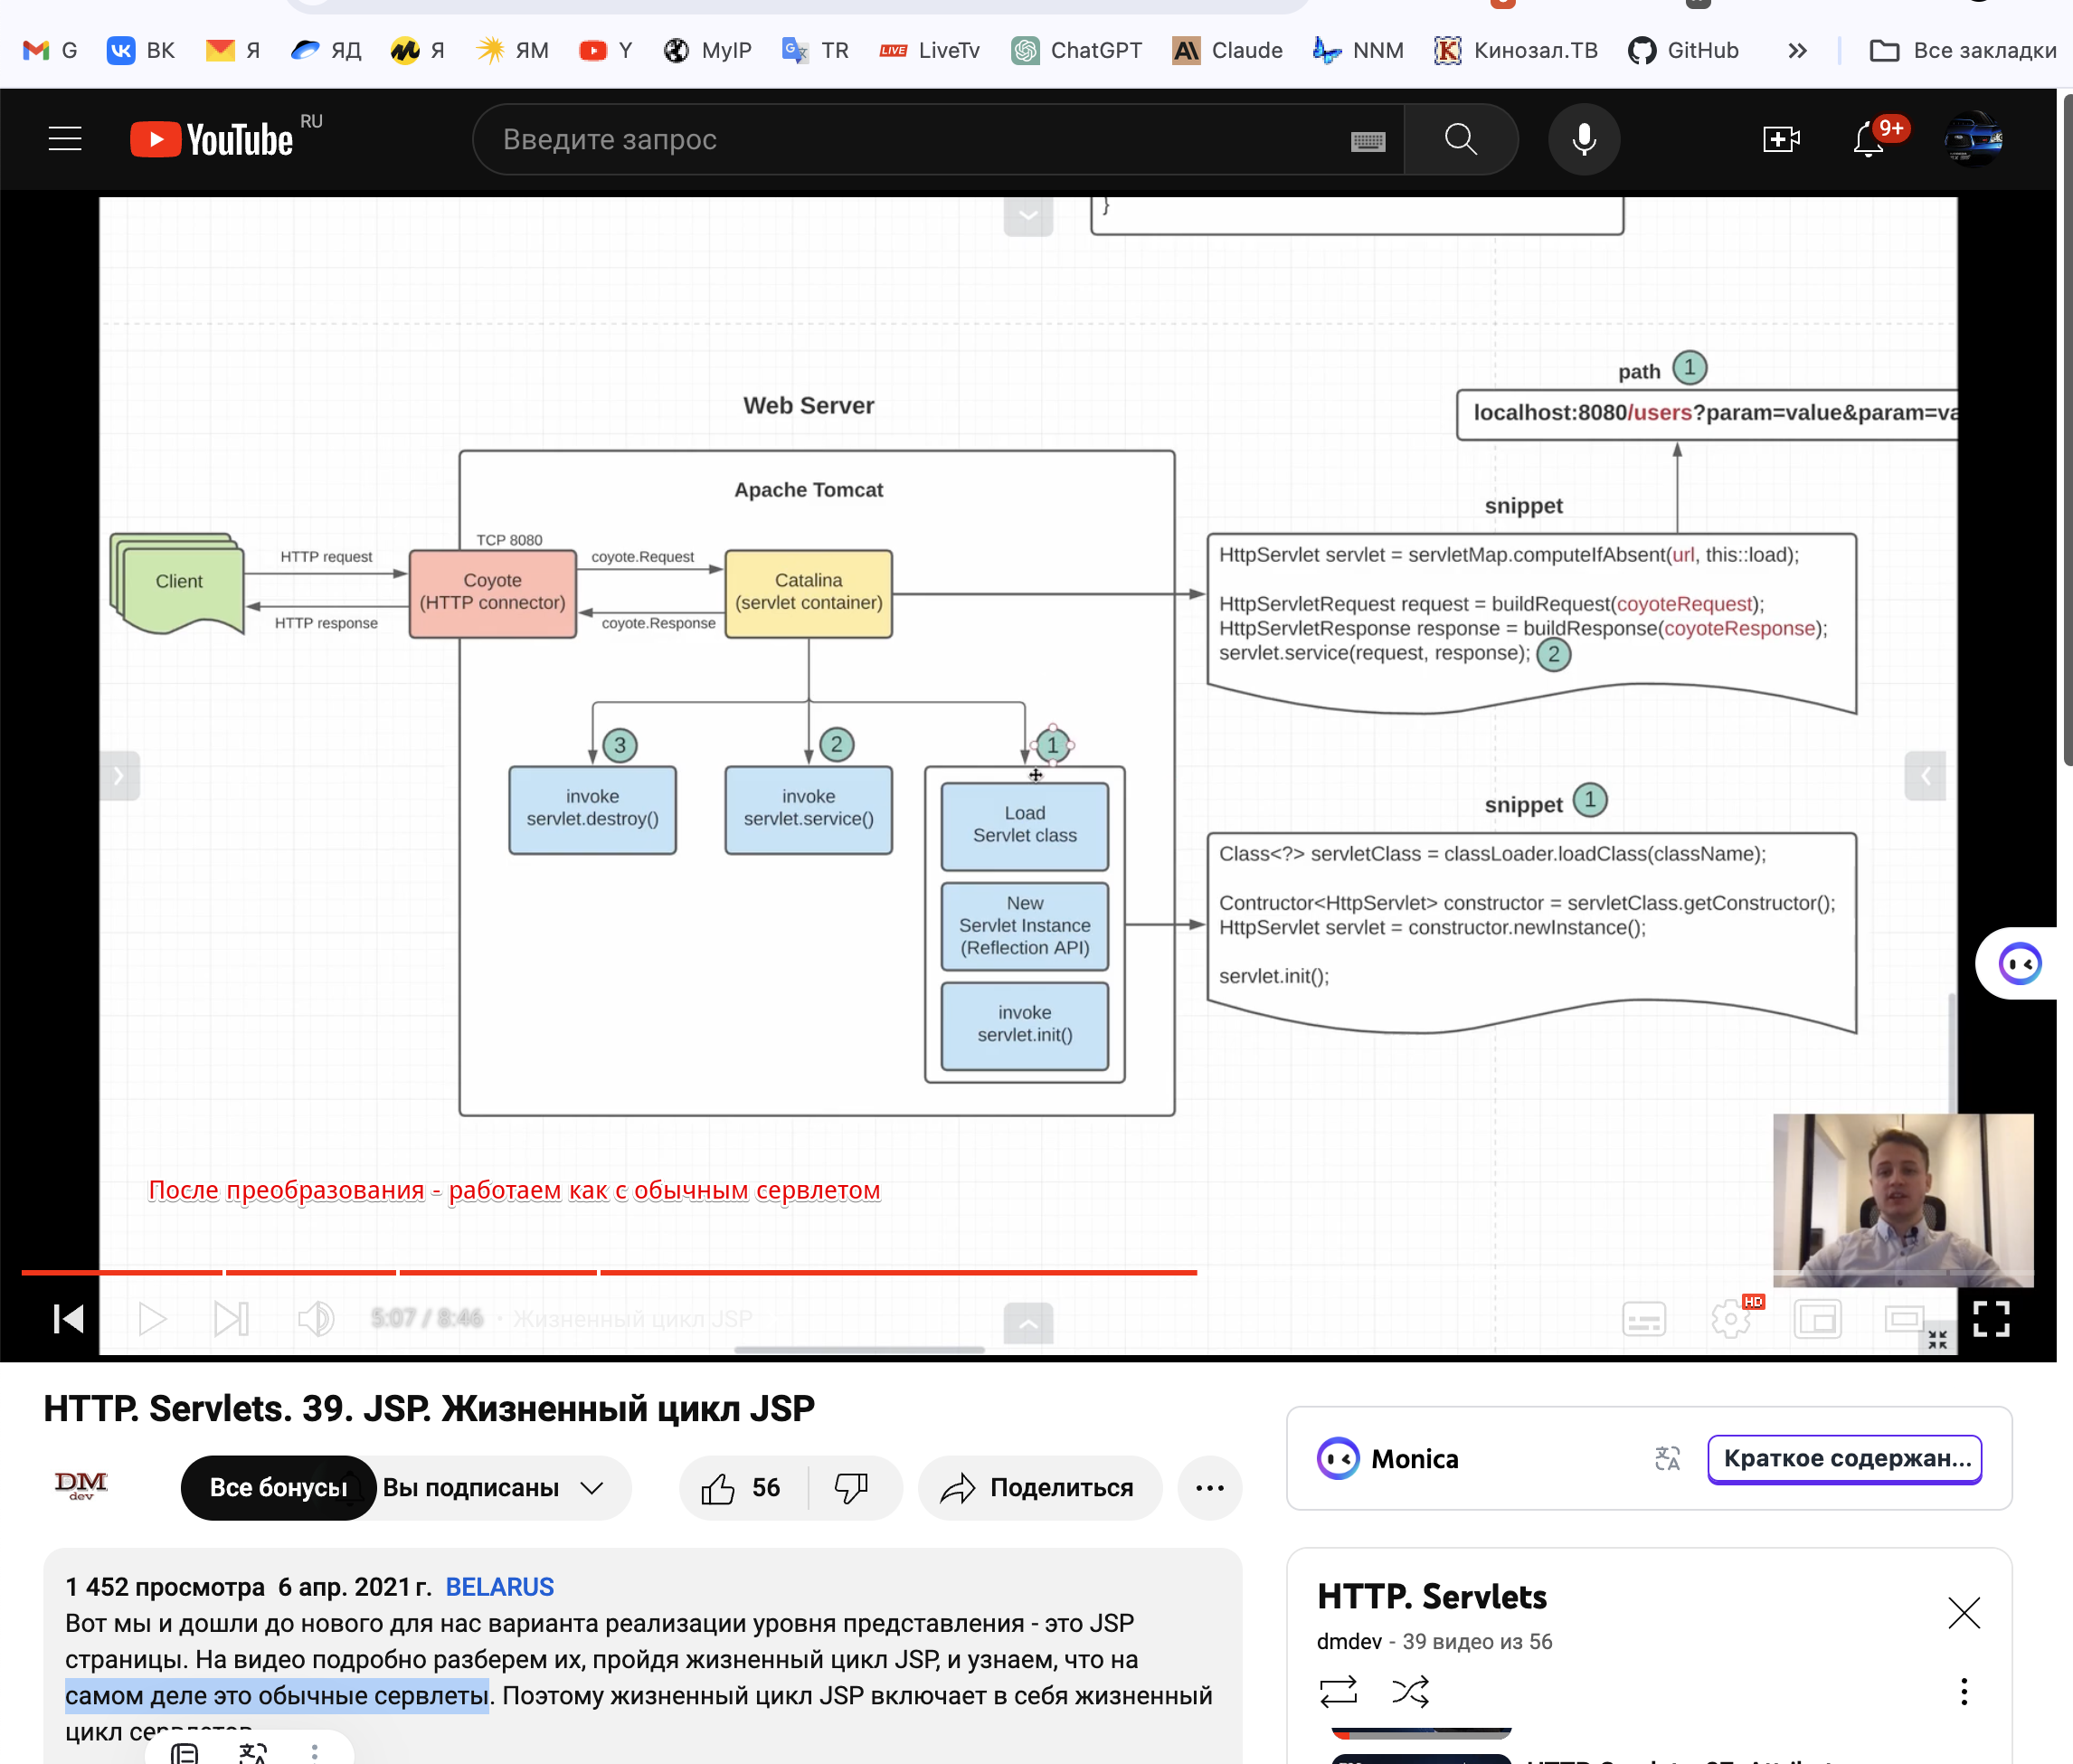 G ВК Я ЯД Я ЯМ Y MyIP TR LIVE LiveTv ChatGPT Claude NNM Кинозал.ТВ GitHub Все закладки
YouTube RU
Введите запрос
9+
}
path 1
Web Server
localhost:8080/users?param=value&param=va
Apache Tomcat
snippet
TCP 8080
HTTP request
coyote.Request
Client
Coyote
(HTTP connector)
Catalina
(servlet container)
HTTP response
coyote.Response
HttpServlet servlet = servletMap.computeIfAbsent(url, this::load);
HttpServletRequest request = buildRequest(coyoteRequest);
HttpServletResponse response = buildResponse(coyoteResponse);
servlet.service(request, response); 2
3
2
1
invoke
servlet.destroy()
invoke
servlet.service()
Load
Servlet class
New
Servlet Instance
(Reflection API)
invoke
servlet.init()
snippet 1
Class<?> servletClass = classLoader.loadClass(className);
Contructor<HttpServlet> constructor = servletClass.getConstructor();
HttpServlet servlet = constructor.newInstance();
servlet.init();
После преобразования - работаем как с обычным сервлетом
5:07 / 8:46 • Жизненный цикл JSP
HD
HTTP. Servlets. 39. JSP. Жизненный цикл JSP
DM
dev
Все бонусы
Вы подписаны
56
Поделиться
Monica
Краткое содержан...
1 452 просмотра 6 апр. 2021 г. BELARUS
Вот мы и дошли до нового для нас варианта реализации уровня представления - это JSP
страницы. На видео подробно разберем их, пройдя жизненный цикл JSP, и узнаем, что на
самом деле это обычные сервлеты. Поэтому жизненный цикл JSP включает в себя жизненный
цикл сервлетов
HTTP. Servlets
dmdev - 39 видео из 56